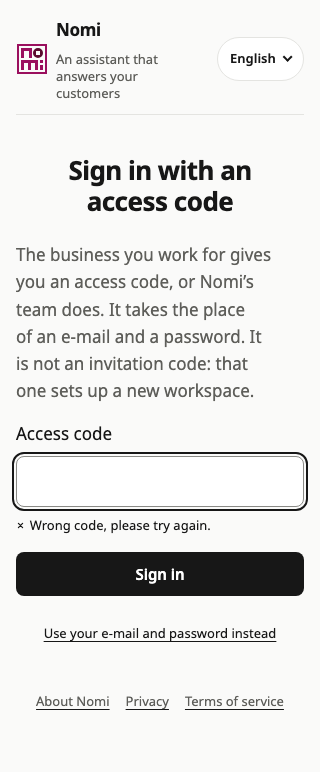 Nomi
nomi
An assistant that
answers your
customers
English
Sign in with an
access code
The business you work for gives
you an access code, or Nomi’s
team does. It takes the place
of an e-mail and a password. It
is not an invitation code: that
one sets up a new workspace.
Access code
× Wrong code, please try again.
Sign in
Use your e-mail and password instead
About Nomi Privacy Terms of service